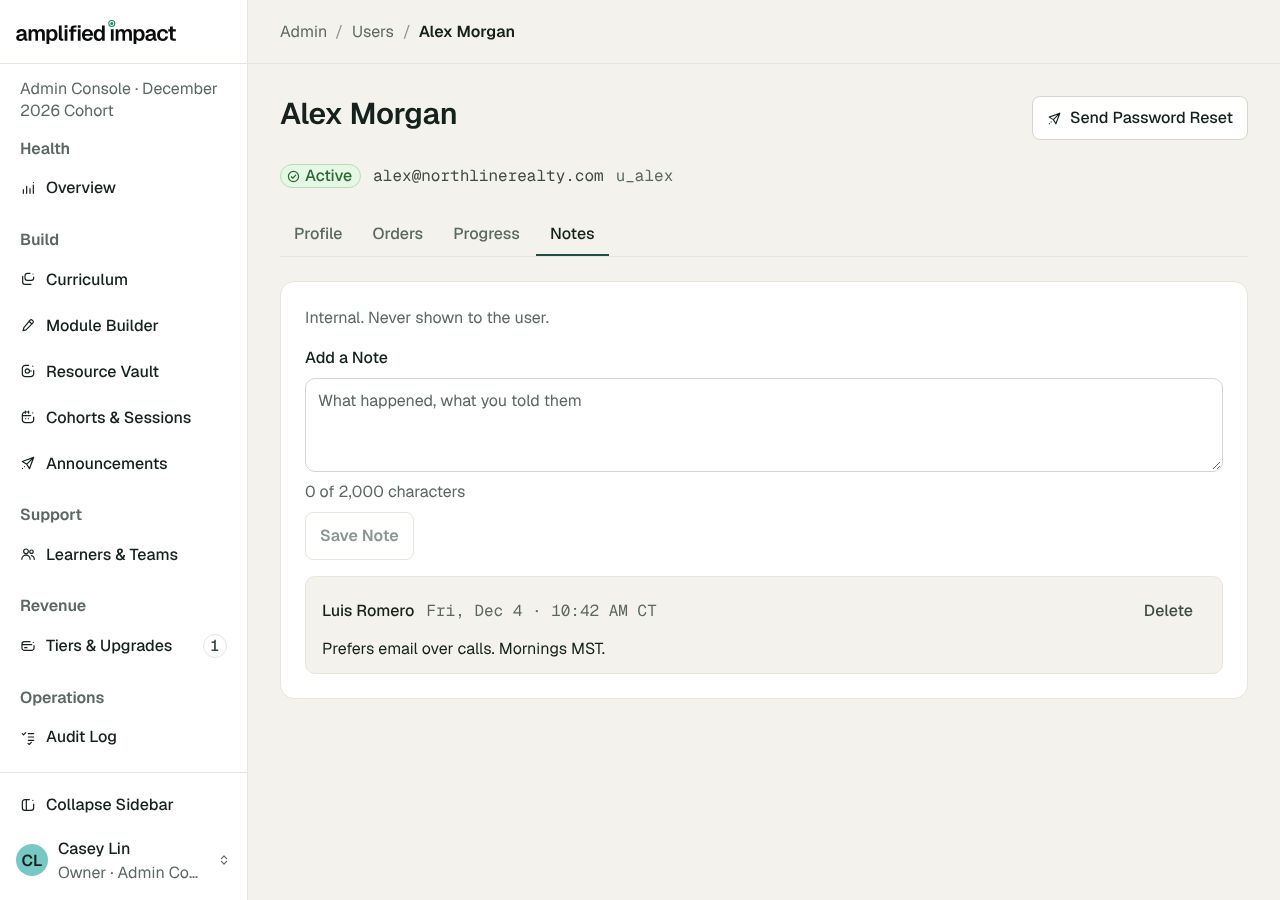 amplified impact
Admin / Users / Alex Morgan
Admin Console · December
2026 Cohort
Health
Overview
Build
Curriculum
Module Builder
Resource Vault
Cohorts & Sessions
Announcements
Support
Learners & Teams
Revenue
Tiers & Upgrades 1
Operations
Audit Log
Collapse Sidebar
CL
Casey Lin
Owner · Admin Co...
Alex Morgan
Send Password Reset
Active alex@northlinerealty.com u_alex
Profile Orders Progress Notes
Internal. Never shown to the user.
Add a Note
What happened, what you told them
0 of 2,000 characters
Save Note
Luis Romero Fri, Dec 4 · 10:42 AM CT Delete
Prefers email over calls. Mornings MST.